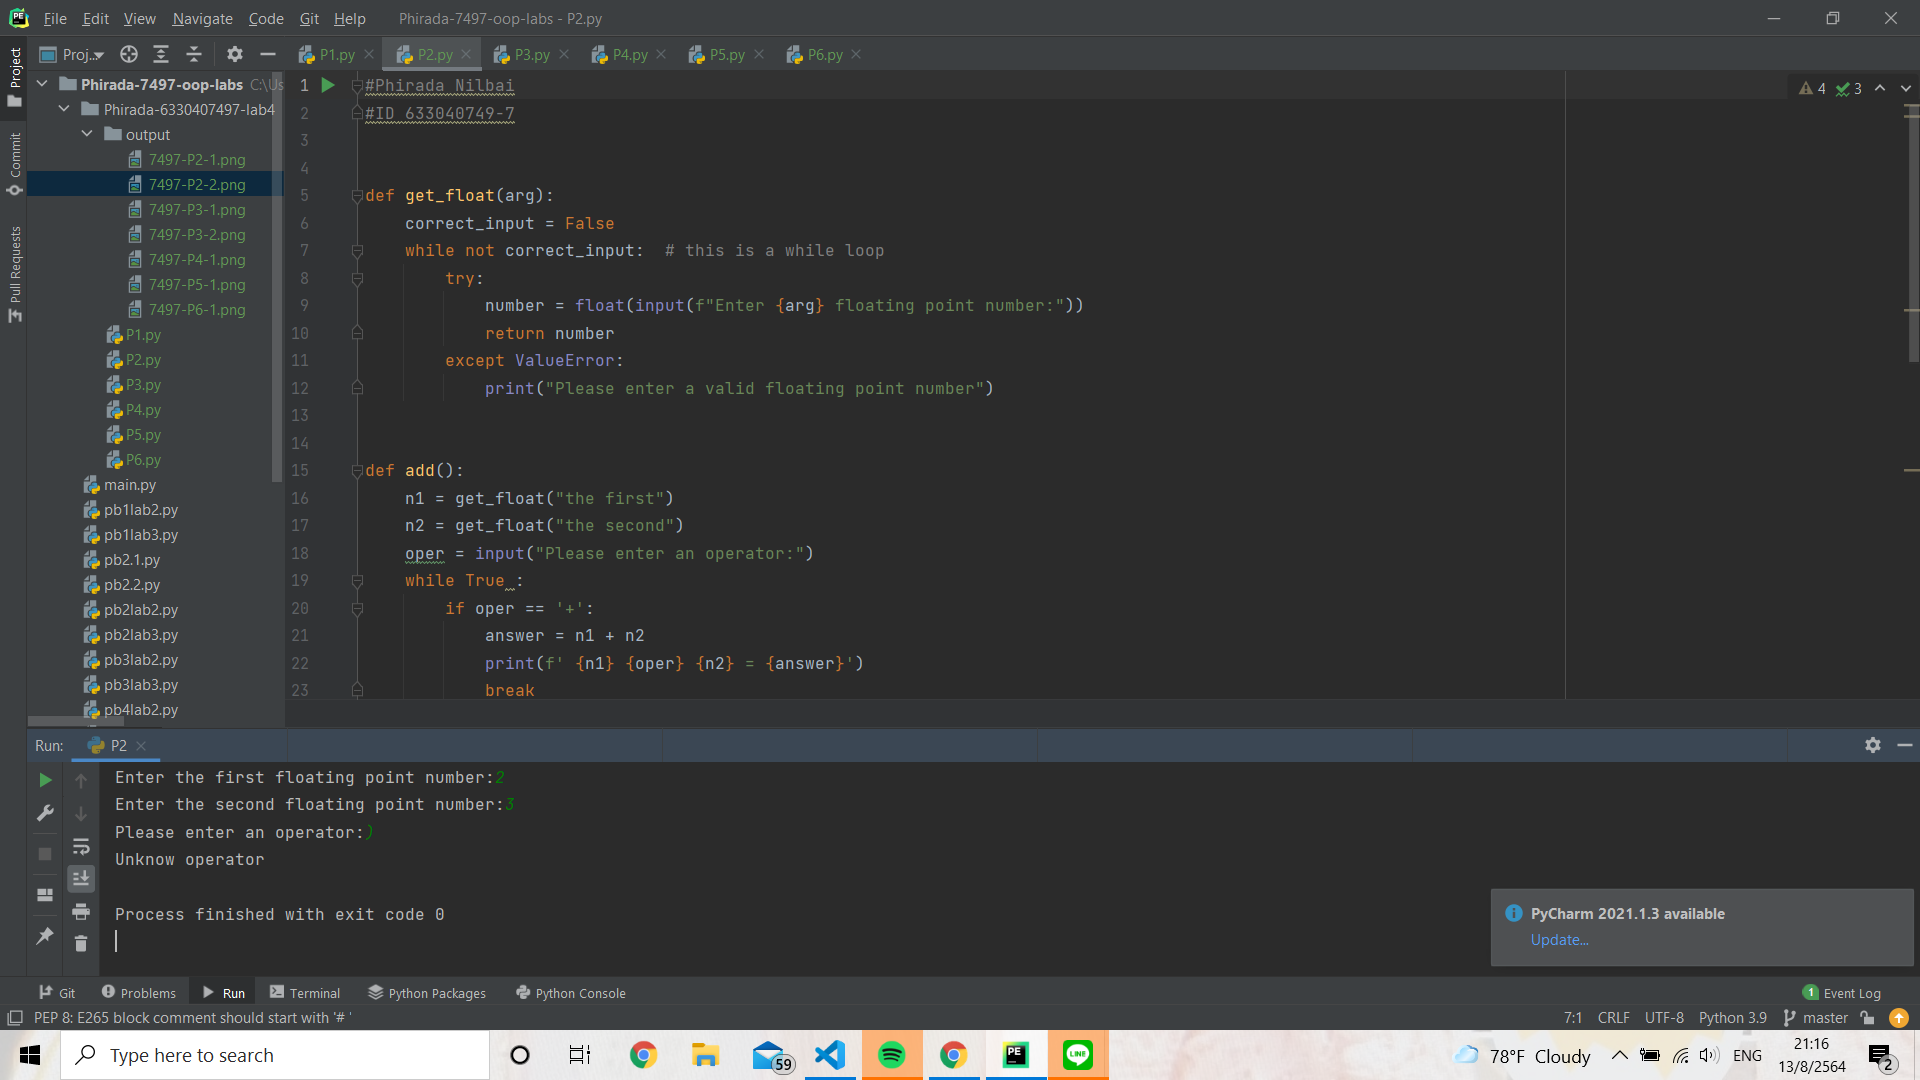 File Edit View Navigate Code Git Help Phirada-7497-oop-labs - P2.py
Proj... P1.py P2.py P3.py P4.py P5.py P6.py
Project
Commit
Pull Requests
Phirada-7497-oop-labs C:\Us
Phirada-6330407497-lab4
output
7497-P2-1.png
7497-P2-2.png
7497-P3-1.png
7497-P3-2.png
7497-P4-1.png
7497-P5-1.png
7497-P6-1.png
P1.py
P2.py
P3.py
P4.py
P5.py
P6.py
main.py
pb1lab2.py
pb1lab3.py
pb2.1.py
pb2.2.py
pb2lab2.py
pb2lab3.py
pb3lab2.py
pb3lab3.py
pb4lab2.py
4 3
1 #Phirada Nilbai
2 #ID 633040749-7
3
4
5 def get_float(arg):
6 correct_input = False
7 while not correct_input:  # this is a while loop
8 try:
9 number = float(input(f"Enter {arg} floating point number:"))
10 return number
11 except ValueError:
12 print("Please enter a valid floating point number")
13
14
15 def add():
16 n1 = get_float("the first")
17 n2 = get_float("the second")
18 oper = input("Please enter an operator:")
19 while True :
20 if oper == '+':
21 answer = n1 + n2
22 print(f' {n1} {oper} {n2} = {answer}')
23 break
Run: P2
Enter the first floating point number:2
Enter the second floating point number:3
Please enter an operator:)
Unknow operator
Process finished with exit code 0
PyCharm 2021.1.3 available
Update...
Git Problems Run Terminal Python Packages Python Console 1 Event Log
PEP 8: E265 block comment should start with '# ' 7:1 CRLF UTF-8 Python 3.9 master
Type here to search 59 PE LINE 78°F Cloudy ENG 21:16
13/8/2564 2